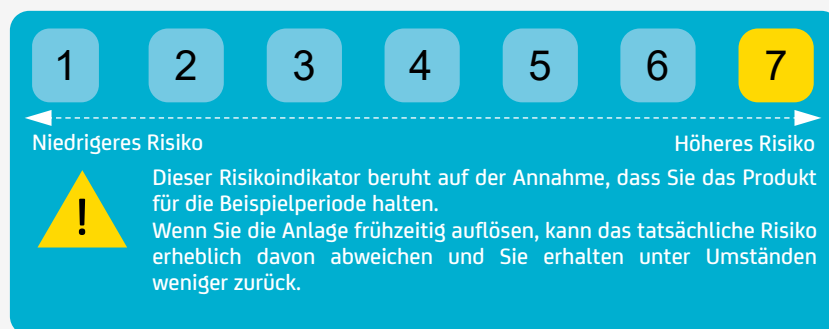 1 2 3 4 5 6 7
Niedrigeres Risiko Höheres Risiko
! Dieser Risikoindikator beruht auf der Annahme, dass Sie das Produkt
für die Beispielperiode halten.
Wenn Sie die Anlage frühzeitig auflösen, kann das tatsächliche Risiko
erheblich davon abweichen und Sie erhalten unter Umständen
weniger zurück.